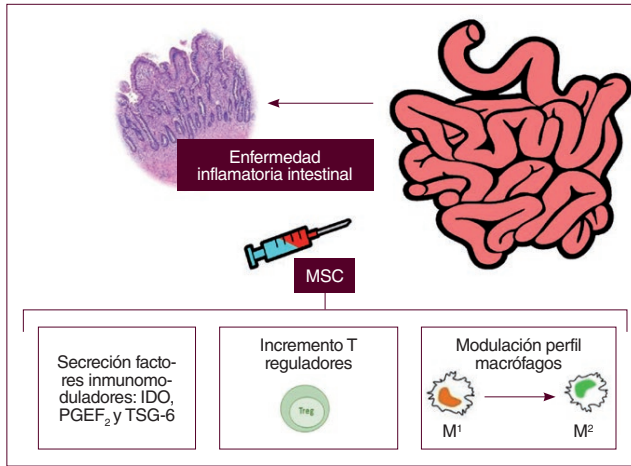 Enfermedad
inflamatoria intestinal
MSC
Secreción facto-
res inmunomo-
duladores: IDO,
PGEF₂ y TSG-6
Incremento T
reguladores
Treg
Modulación perfil
macrófagos
M¹
M²